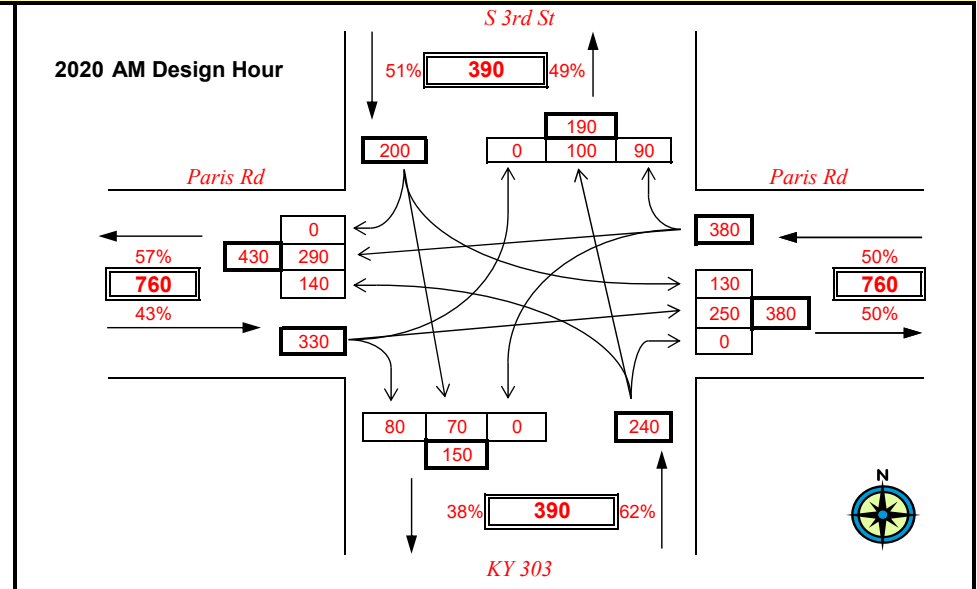 S 3rd St
2020 AM Design Hour
51% 390 49%
190
200 0 100 90
Paris Rd Paris Rd
0 380
57% 430 290 50%
760 140 130 760
43% 250 380 50%
330 0
80 70 0 240
150
38% 390 62%
N
KY 303